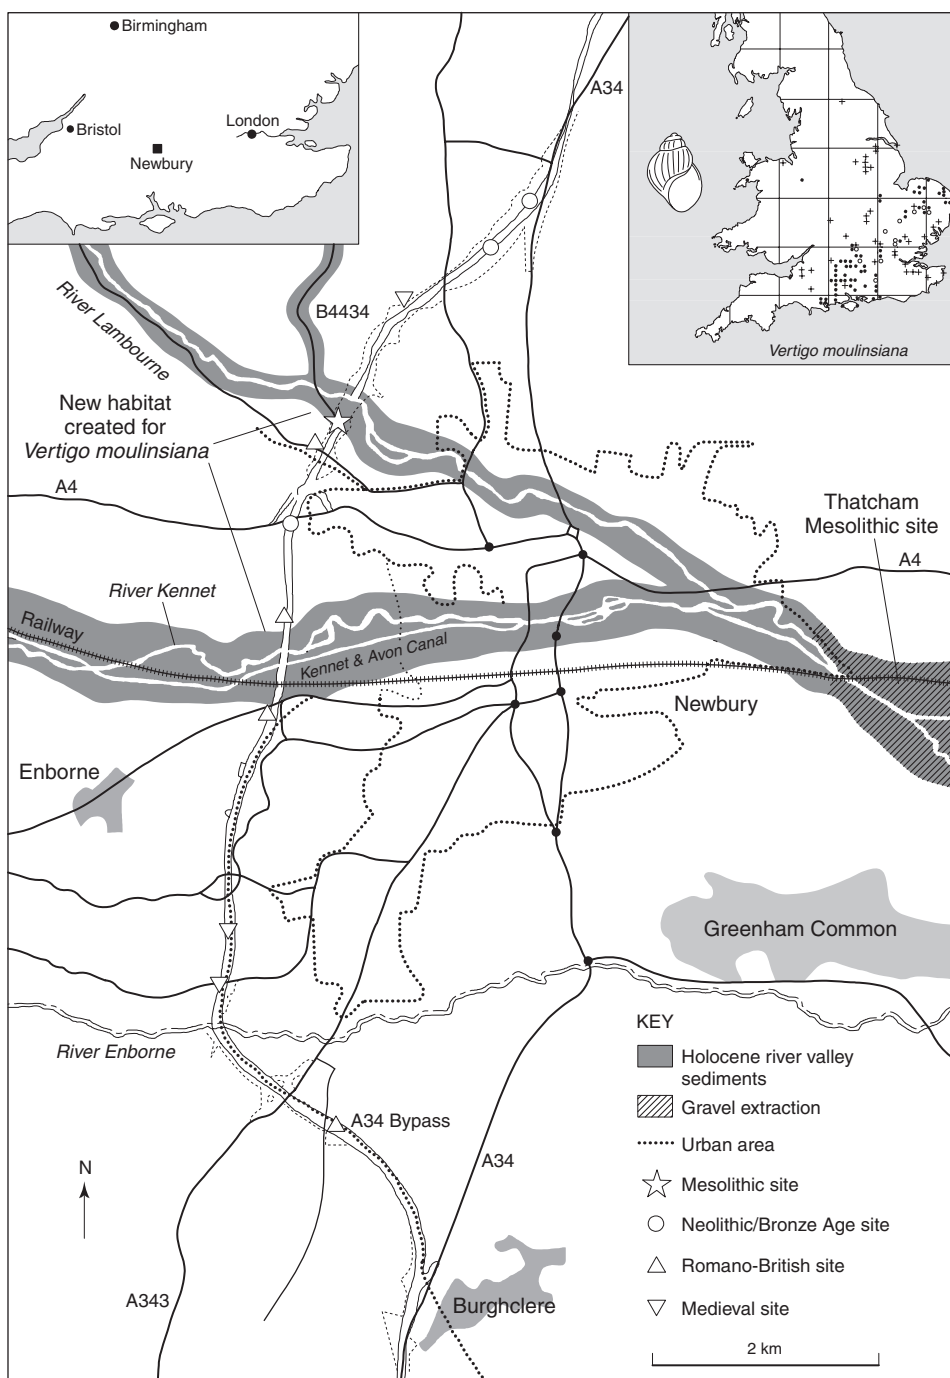 Birmingham
Bristol
London
Newbury
A34
Vertigo moulinsiana
River Lambourne
B4434
New habitat
created for
Vertigo moulinsiana
A4
Thatcham
Mesolithic site
A4
River Kennet
Railway
Kennet & Avon Canal
Newbury
Enborne
Greenham Common
River Enborne
A34 Bypass
A34
N
A343
Burghclere
KEY
Holocene river valley
sediments
Gravel extraction
Urban area
Mesolithic site
Neolithic/Bronze Age site
Romano-British site
Medieval site
2 km